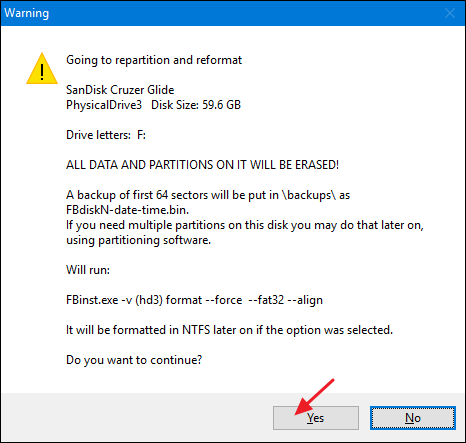 Warning
Going to repartition and reformat
SanDisk Cruzer Glide
PhysicalDrive3   Disk Size: 59.6 GB
Drive letters:  F:
ALL DATA AND PARTITIONS ON IT WILL BE ERASED!
A backup of first 64 sectors will be put in \backups\ as
FBdiskN-date-time.bin.
If you need multiple partitions on this disk you may do that later on,
using partitioning software.
Will run:
FBinst.exe -v (hd3) format --force  --fat32 --align
It will be formatted in NTFS later on if the option was selected.
Do you want to continue?
Yes
No